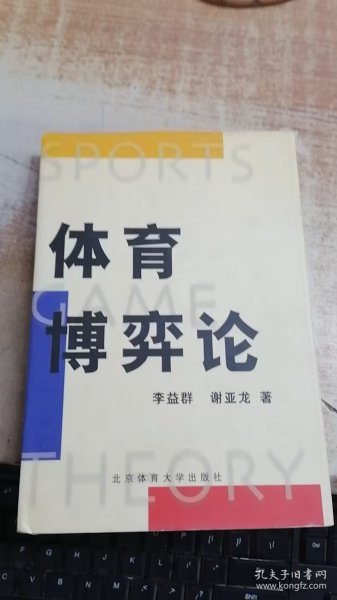 SPORTS
体育
GAME
博弈论
李益群 谢亚龙 著
THEORY
北京体育大学出版社
孔夫子旧书网
www.kongfz.com